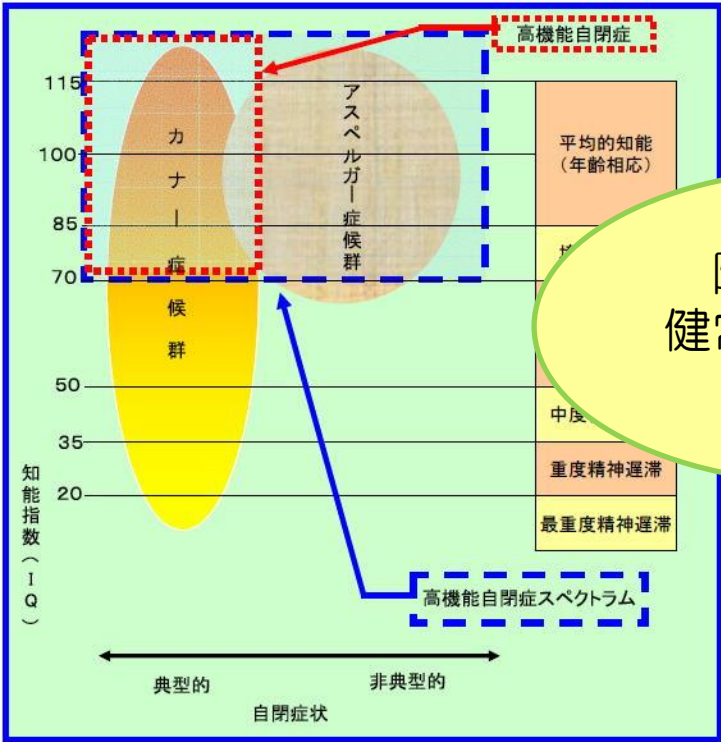 高機能自閉症
115
100
85
70
50
35
20
カナー症候群
アスペルガー症候群
平均的知能
(年齢相応)
健常
中度
重度精神遅滞
最重度精神遅滞
知能指数(IQ)
高機能自閉症スペクトラム
典型的
非典型的
自閉症状